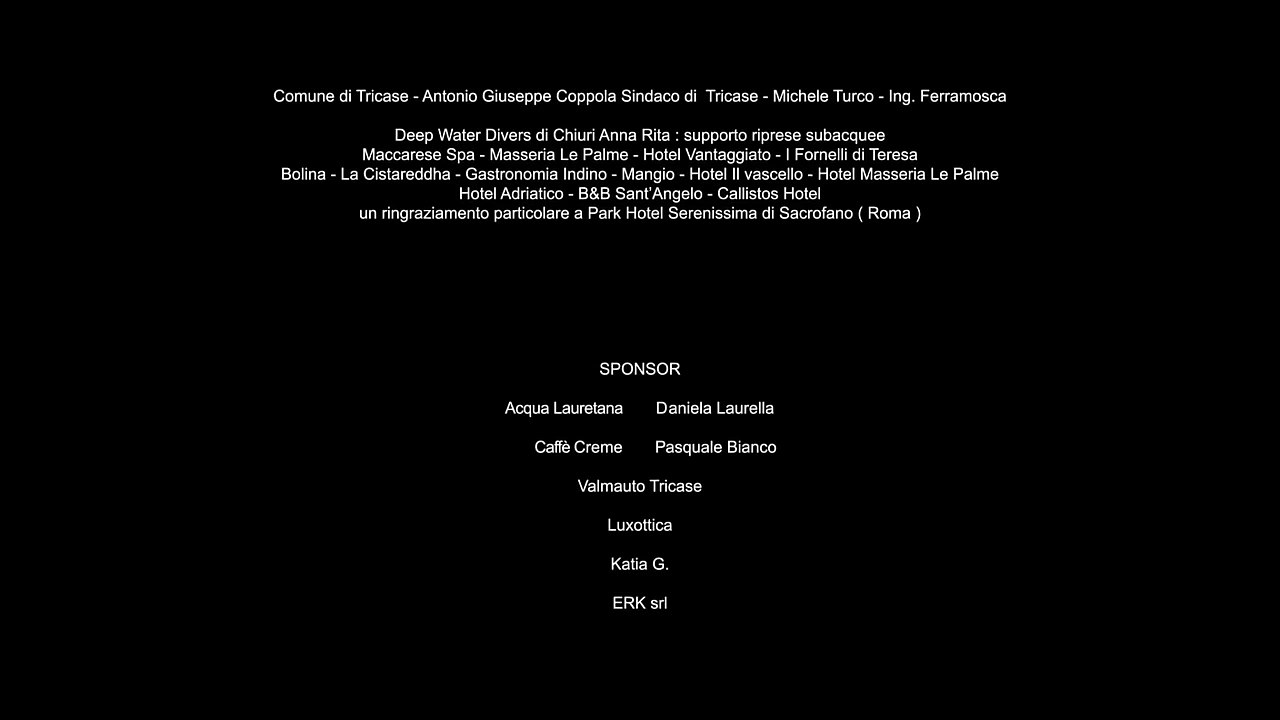 Comune di Tricase - Antonio Giuseppe Coppola Sindaco di Tricase - Michele Turco - Ing. Ferramosca
Deep Water Divers di Chiuri Anna Rita : supporto riprese subacquee
Maccarese Spa - Masseria Le Palme - Hotel Vantaggiato - I Fornelli di Teresa
Bolina - La Cistareddha - Gastronomia Indino - Mangio - Hotel Il vascello - Hotel Masseria Le Palme
Hotel Adriatico - B&B Sant'Angelo - Callistos Hotel
un ringraziamento particolare a Park Hotel Serenissima di Sacrofano ( Roma )
SPONSOR
Acqua Lauretana Daniela Laurella
Caffè Creme Pasquale Bianco
Valmauto Tricase
Luxottica
Katia G.
ERK srl